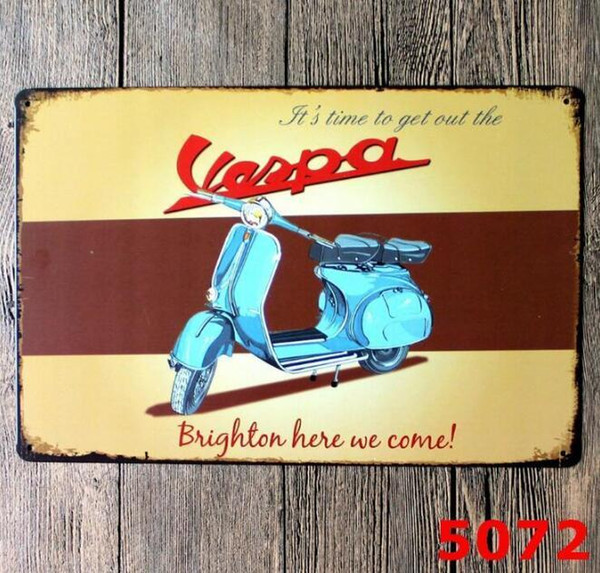 It's time to get out the
Vespa
Brighton here we come!
5072